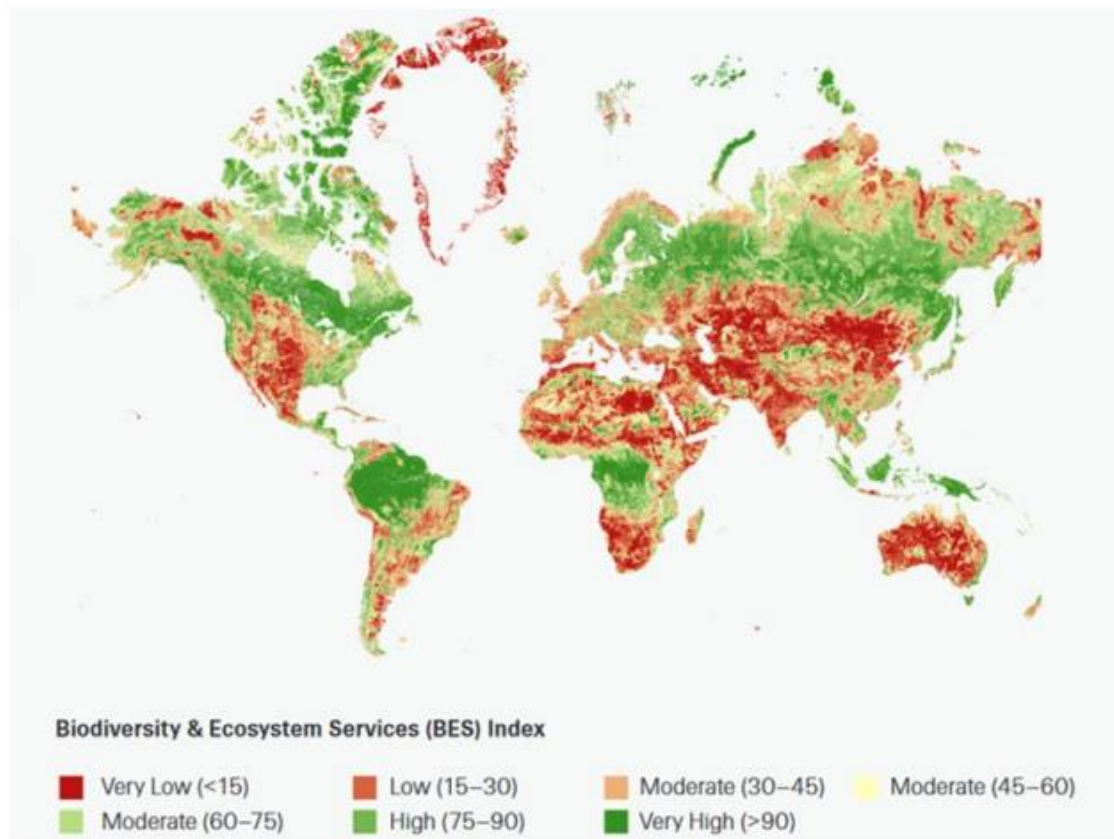 Biodiversity & Ecosystem Services (BES) Index
Very Low (<15) Low (15–30) Moderate (30–45) Moderate (45–60)
Moderate (60–75) High (75–90) Very High (>90)